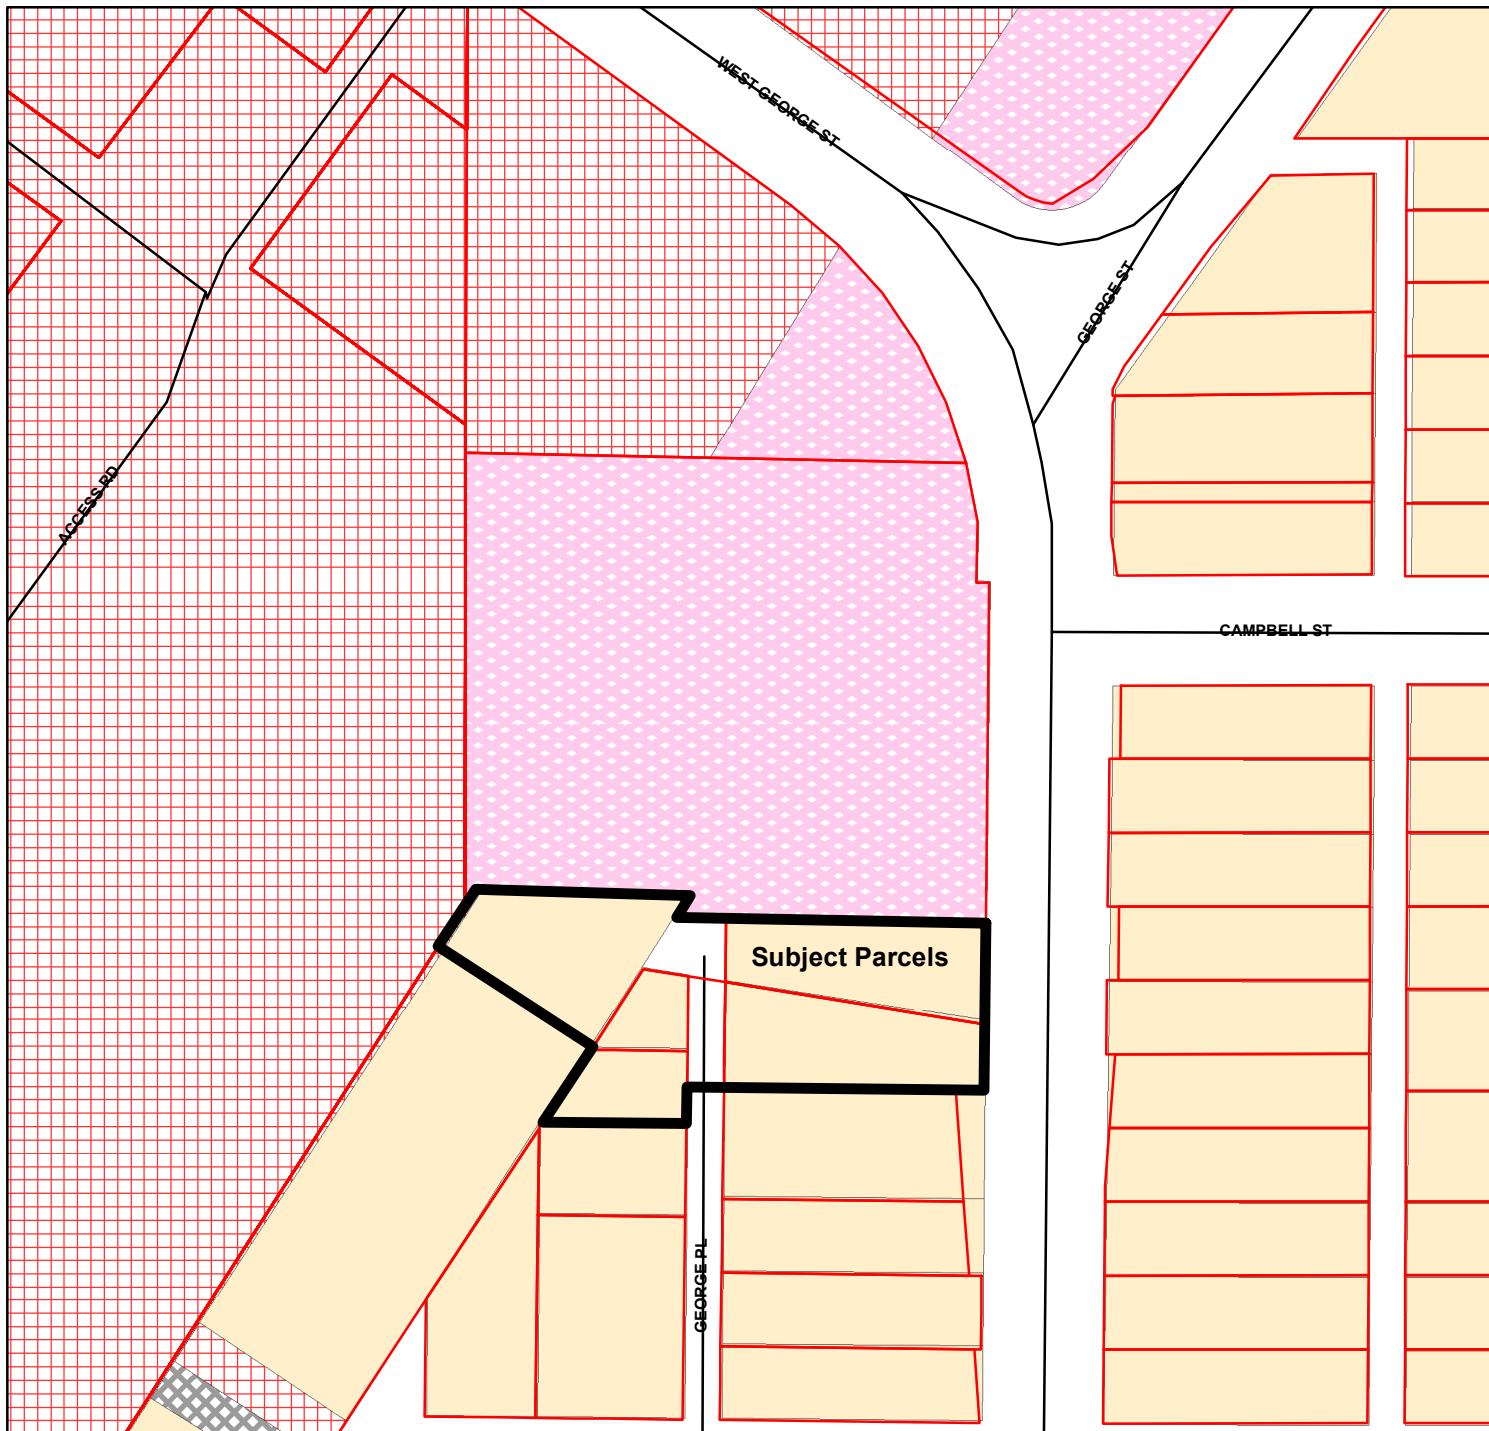 WEST GEORGE ST
GEORGE ST
ACCESS RD
CAMPBELL ST
Subject Parcels
GEORGE PL